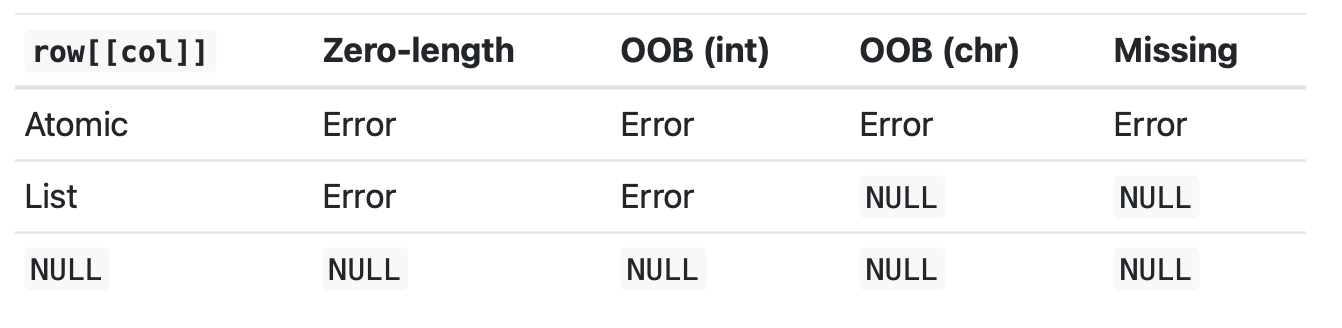 row[[col]] Zero-length OOB (int) OOB (chr) Missing
Atomic Error Error Error Error
List Error Error NULL NULL
NULL NULL NULL NULL NULL